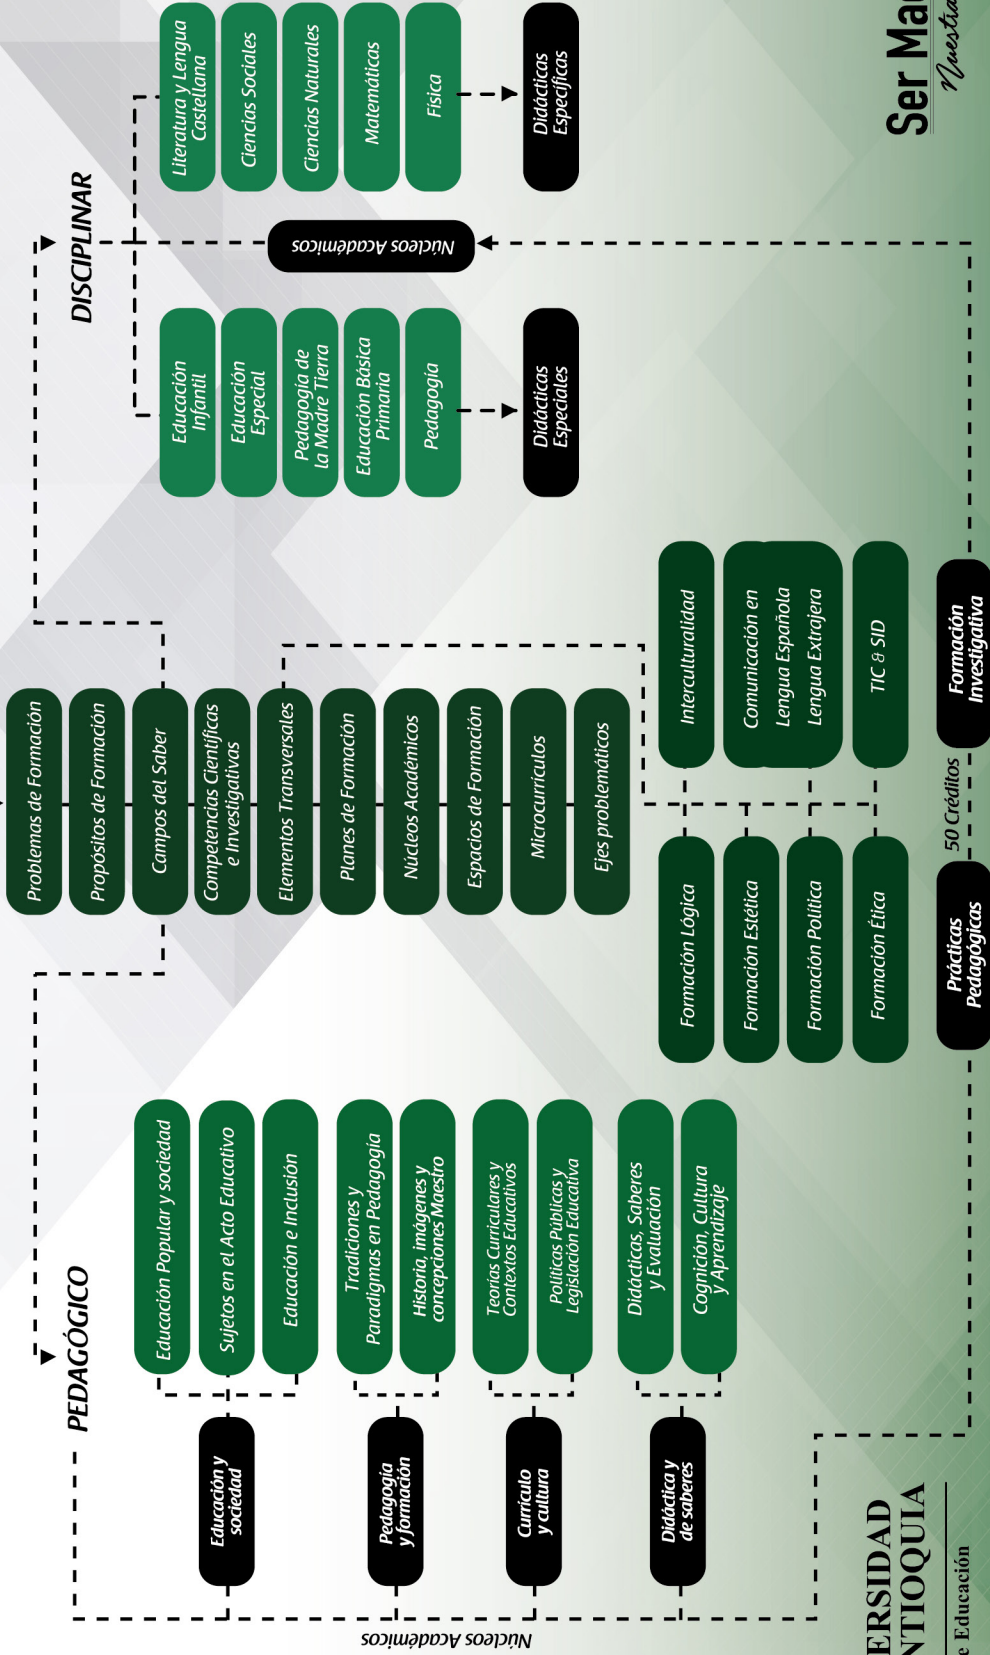 Problemas de Formación
Propósitos de Formación
Campos del Saber
Competencias Científicas
e Investigativas
Elementos Transversales
Planes de Formación
Núcleos Académicos
Espacios de Formación
Microcurrículos
Ejes problemáticos
PEDAGÓGICO
Núcleos Académicos
Educación y
sociedad
Educación Popular y sociedad
Sujetos en el Acto Educativo
Educación e Inclusión
Pedagogía
y formación
Tradiciones y
Paradigmas en Pedagogía
Historia, imágenes y
concepciones Maestro
Currículo
y cultura
Teorías Curriculares y
Contextos Educativos
Políticas Públicas y
Legislación Educativa
Didáctica y
de saberes
Didácticas, Saberes
y Evaluación
Cognición, Cultura
y Aprendizaje
DISCIPLINAR
Núcleos Académicos
Educación
Infantil
Educación
Especial
Pedagogía de
la Madre Tierra
Educación Básica
Primaria
Pedagogía
Didácticas
Especiales
Literatura y Lengua
Castellana
Ciencias Sociales
Ciencias Naturales
Matemáticas
Física
Didácticas
Específicas
Formación Lógica
Formación Estética
Formación Política
Formación Ética
Interculturalidad
Comunicación en
Lengua Española
Lengua Extrajera
TIC & SID
Prácticas
Pedagógicas
50 Créditos
Formación
Investigativa
ERSIDAD
NTIOQUIA
e Educación
Ser Mae
Nuestra